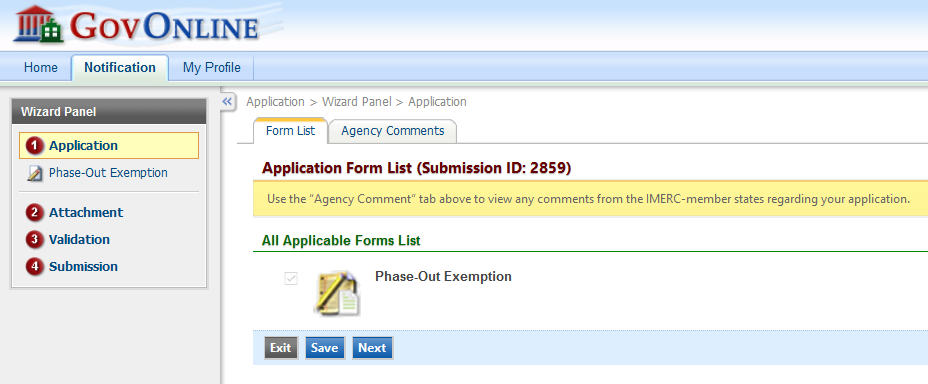 GovOnline
Home Notification My Profile
Wizard Panel
1 Application
Phase-Out Exemption
2 Attachment
3 Validation
4 Submission
« Application > Wizard Panel > Application
Form List Agency Comments
Application Form List (Submission ID: 2859)
Use the "Agency Comment" tab above to view any comments from the IMERC-member states regarding your application.
All Applicable Forms List
Phase-Out Exemption
Exit Save Next